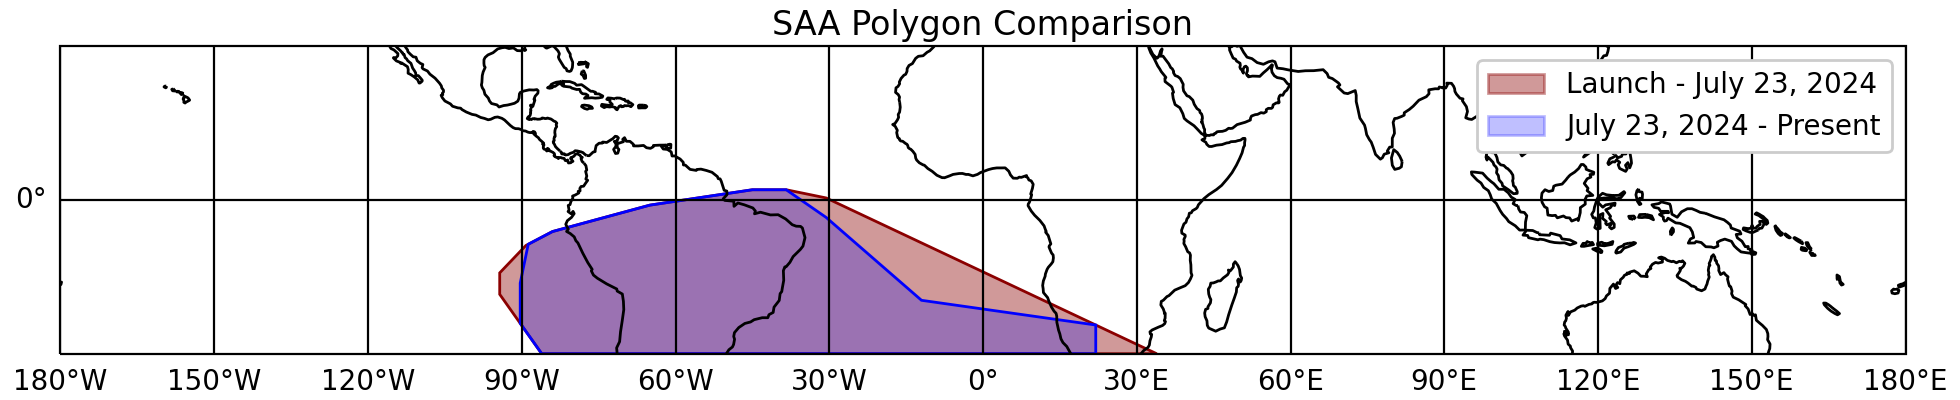 SAA Polygon Comparison
Launch - July 23, 2024
July 23, 2024 - Present
0°
180°W 150°W 120°W 90°W 60°W 30°W 0° 30°E 60°E 90°E 120°E 150°E 180°E